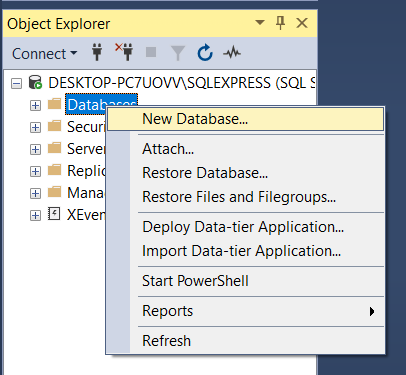 Object Explorer
Connect
DESKTOP-PC7UOVV\SQLEXPRESS (SQL S
Databases
New Database...
Securi
Attach...
Server
Restore Database...
Replic
Restore Files and Filegroups...
Mana
XEven
Deploy Data-tier Application...
Import Data-tier Application...
Start PowerShell
Reports
Refresh